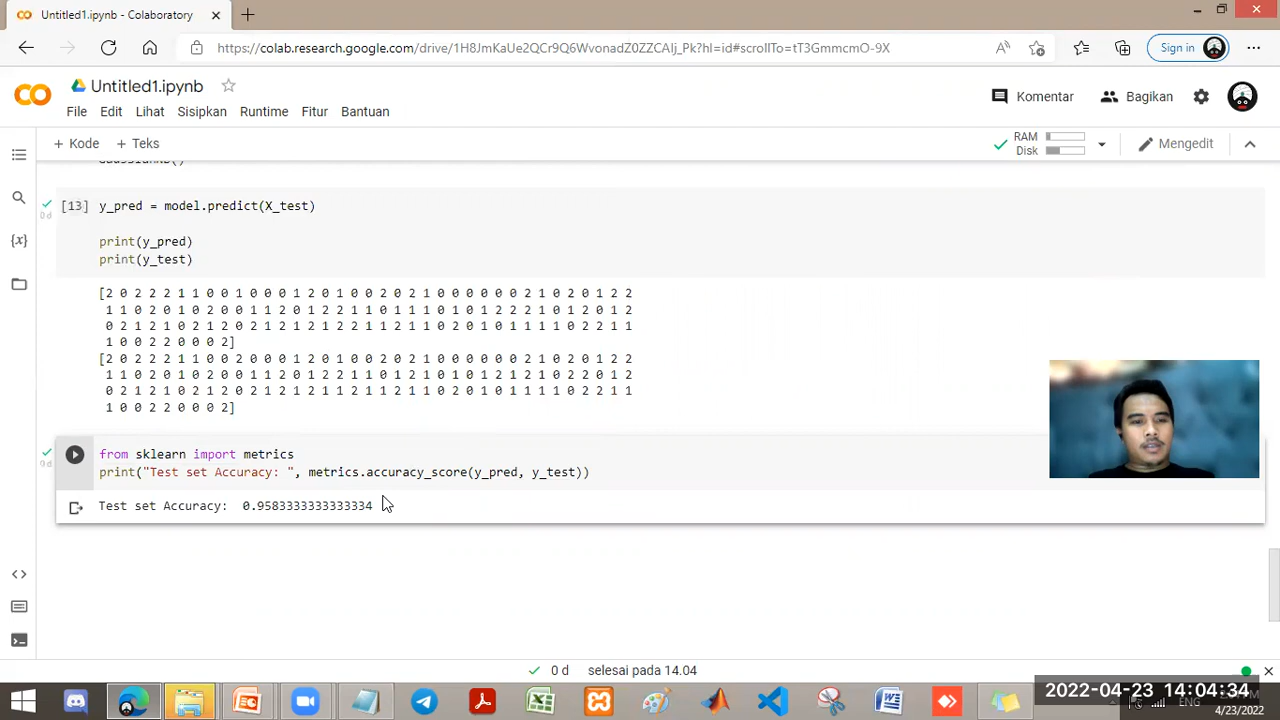 Untitled1.ipynb - Colaboratory
https://colab.research.google.com/drive/1H8JmKaUe2QCr9Q6WvonadZ0ZZCAIj_Pk?hl=id#scrollTo=tT3GmmcmO-9X
Sign in
Untitled1.ipynb
File Edit Lihat Sisipkan Runtime Fitur Bantuan
Komentar
Bagikan
+ Kode + Teks
RAM
Disk
Mengedit
GaussianNB()
[13] y_pred = model.predict(X_test)
0d
print(y_pred)
print(y_test)
[2 0 2 2 2 1 1 0 0 1 0 0 0 1 2 0 1 0 0 2 0 2 1 0 0 0 0 0 0 2 1 0 2 0 1 2 2
1 1 0 2 0 1 0 2 0 0 1 1 2 0 1 2 2 1 1 0 1 1 1 0 1 0 1 2 2 2 1 0 1 2 0 1 2
0 2 1 2 1 0 2 1 2 0 2 1 2 1 2 2 1 1 2 1 1 0 2 0 1 0 1 1 1 1 0 2 2 1 1
1 0 0 2 2 0 0 0 2]
[2 0 2 2 2 1 1 0 0 2 0 0 0 1 2 0 1 0 0 2 0 2 1 0 0 0 0 0 0 2 1 0 2 0 1 2 2
1 1 0 2 0 1 0 2 0 0 1 1 2 0 1 2 2 1 1 0 1 2 1 0 1 0 1 2 1 2 1 0 2 2 0 1 2
0 2 1 2 1 0 2 1 2 0 2 1 2 1 1 2 1 1 2 1 1 0 2 0 1 0 1 1 1 1 0 2 2 1 1
1 0 0 2 2 0 0 0 2]
from sklearn import metrics
0d
print("Test set Accuracy: ", metrics.accuracy_score(y_pred, y_test))
Test set Accuracy: 0.9583333333333334
0 d selesai pada 14.04
ENG
2022-04-23 14:04:34
4/23/2022